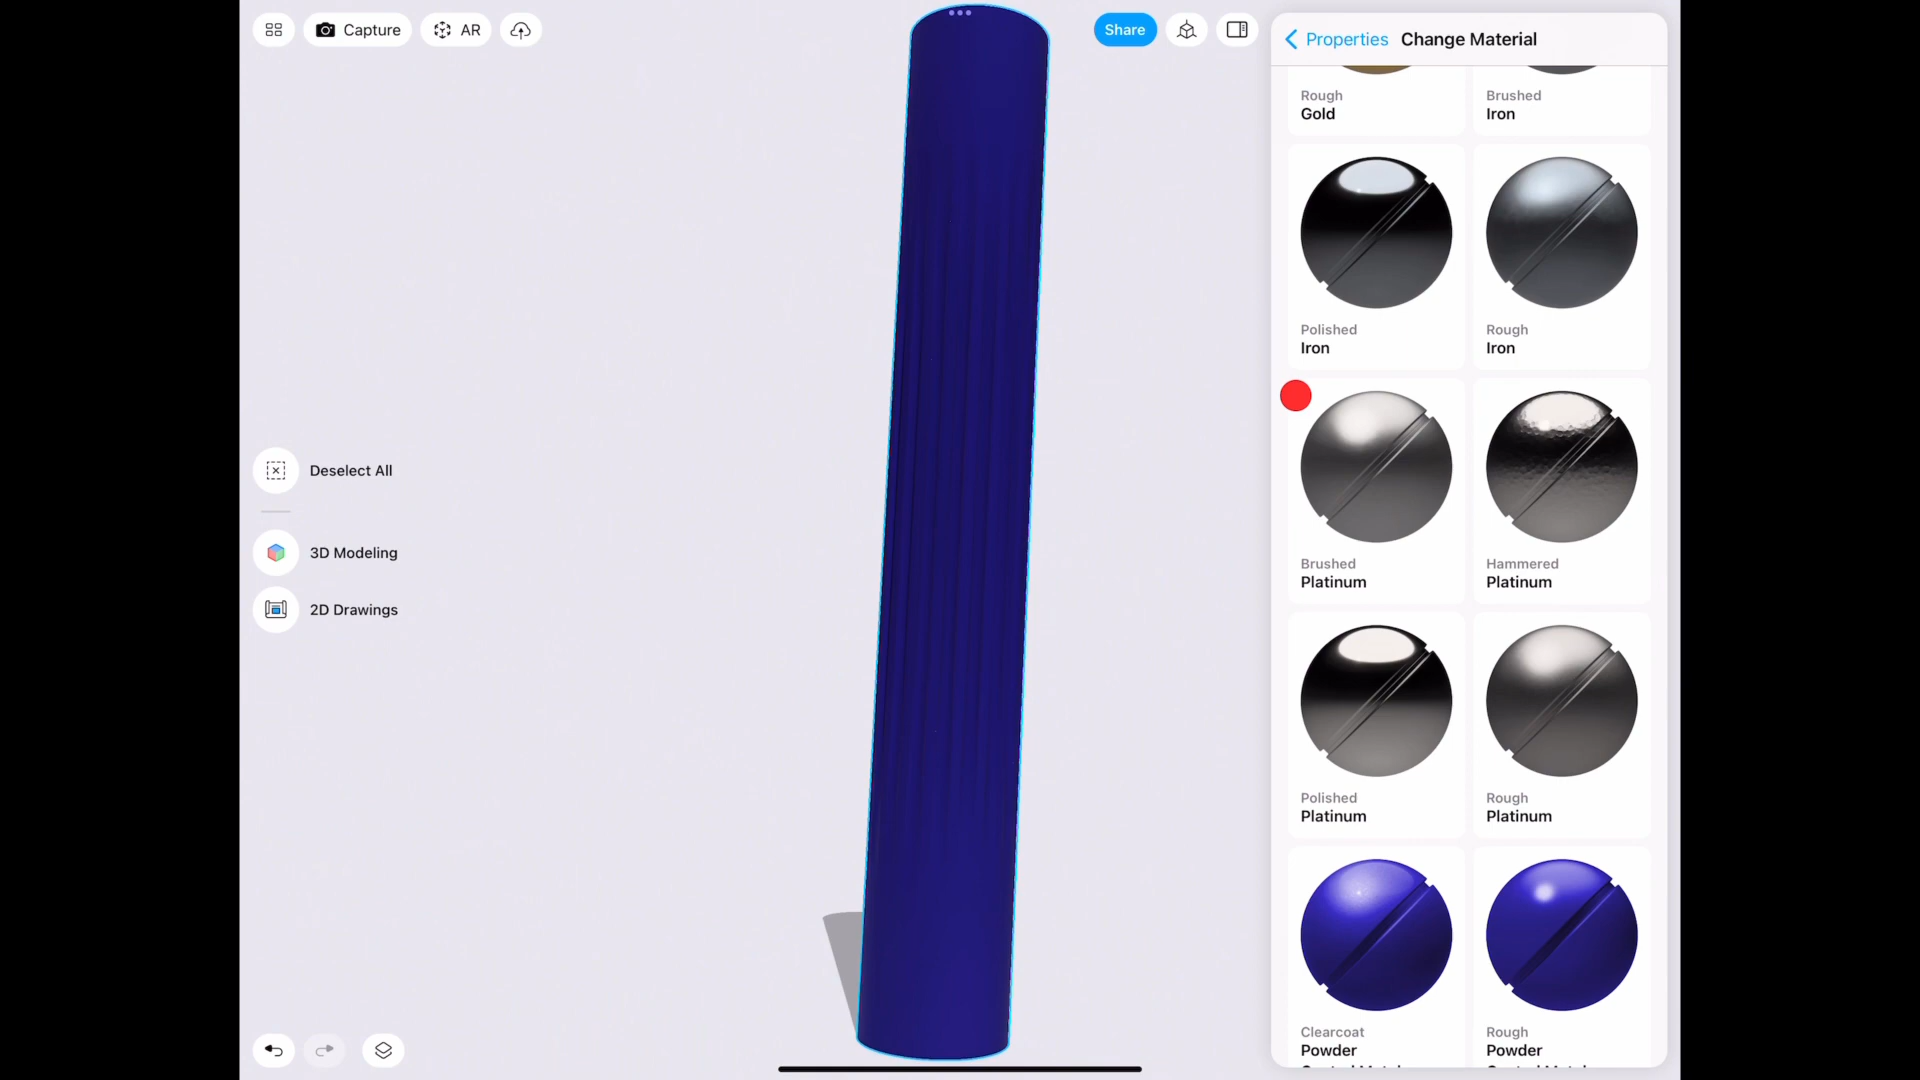 Capture
AR
Share
Properties
Change Material
Rough
Gold
Brushed
Iron
Polished
Iron
Rough
Iron
Brushed
Platinum
Hammered
Platinum
Polished
Platinum
Rough
Platinum
Clearcoat
Powder
Rough
Powder
Deselect All
3D Modeling
2D Drawings